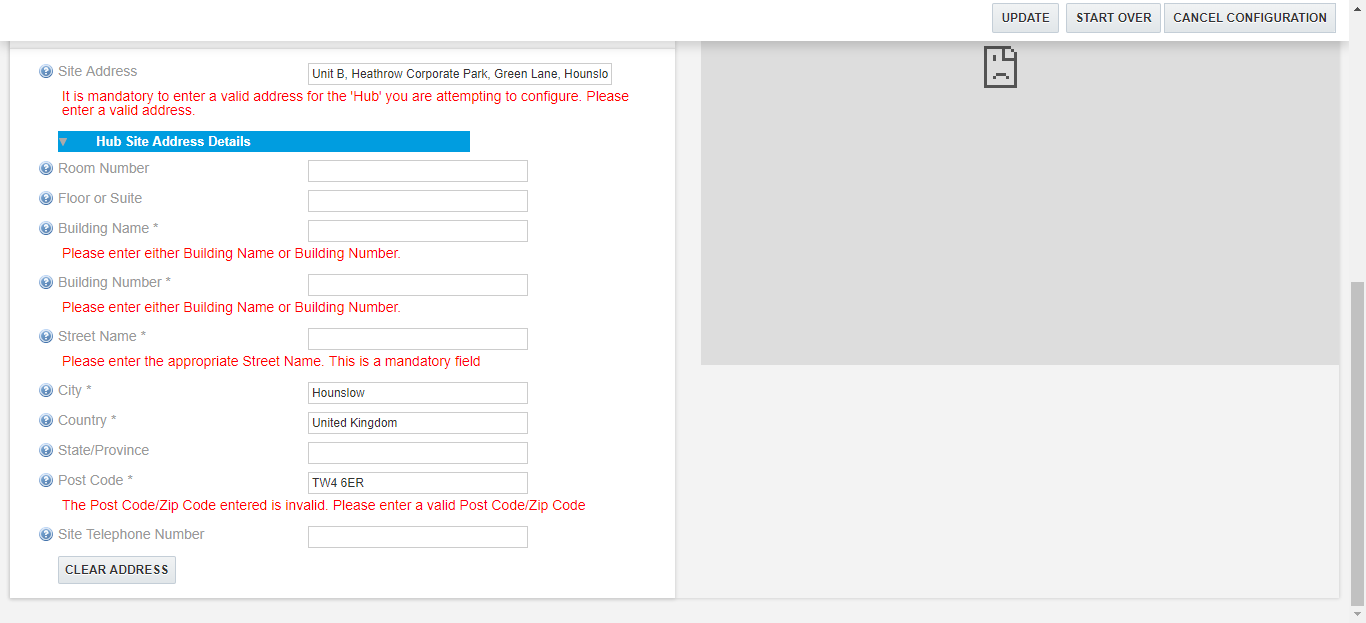 UPDATE START OVER CANCEL CONFIGURATION
Site Address Unit B, Heathrow Corporate Park, Green Lane, Hounslo
It is mandatory to enter a valid address for the 'Hub' you are attempting to configure. Please
enter a valid address.
Hub Site Address Details
Room Number
Floor or Suite
Building Name *
Please enter either Building Name or Building Number.
Building Number *
Please enter either Building Name or Building Number.
Street Name *
Please enter the appropriate Street Name. This is a mandatory field
City * Hounslow
Country * United Kingdom
State/Province
Post Code * TW4 6ER
The Post Code/Zip Code entered is invalid. Please enter a valid Post Code/Zip Code
Site Telephone Number
CLEAR ADDRESS